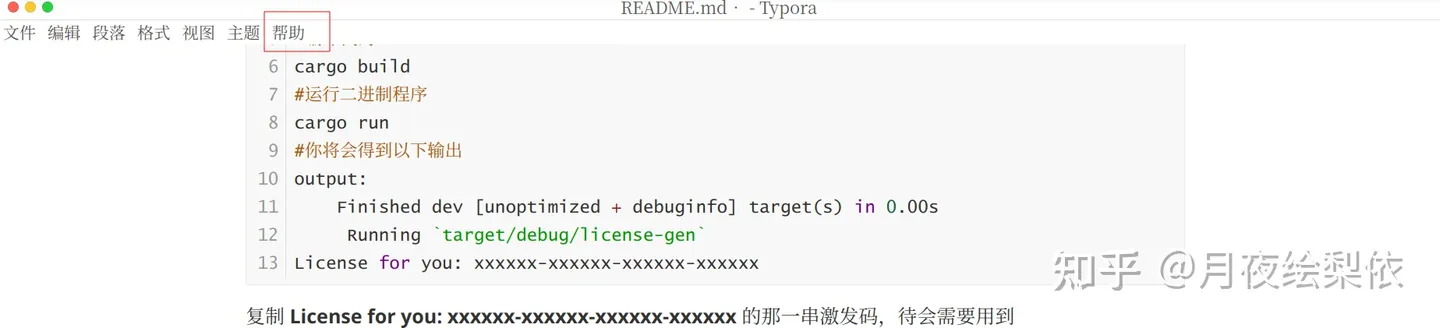 README.md · - Typora
文件 编辑 段落 格式 视图 主题 帮助
6 cargo build
7 #运行二进制程序
8 cargo run
9 #你将会得到以下输出
10 output:
11 Finished dev [unoptimized + debuginfo] target(s) in 0.00s
12 Running `target/debug/license-gen`
13 License for you: xxxxxx-xxxxxx-xxxxxx-xxxxxx
知乎 @月夜绘梨依
复制 License for you: xxxxxx-xxxxxx-xxxxxx-xxxxxx 的那一串激发码，待会需要用到